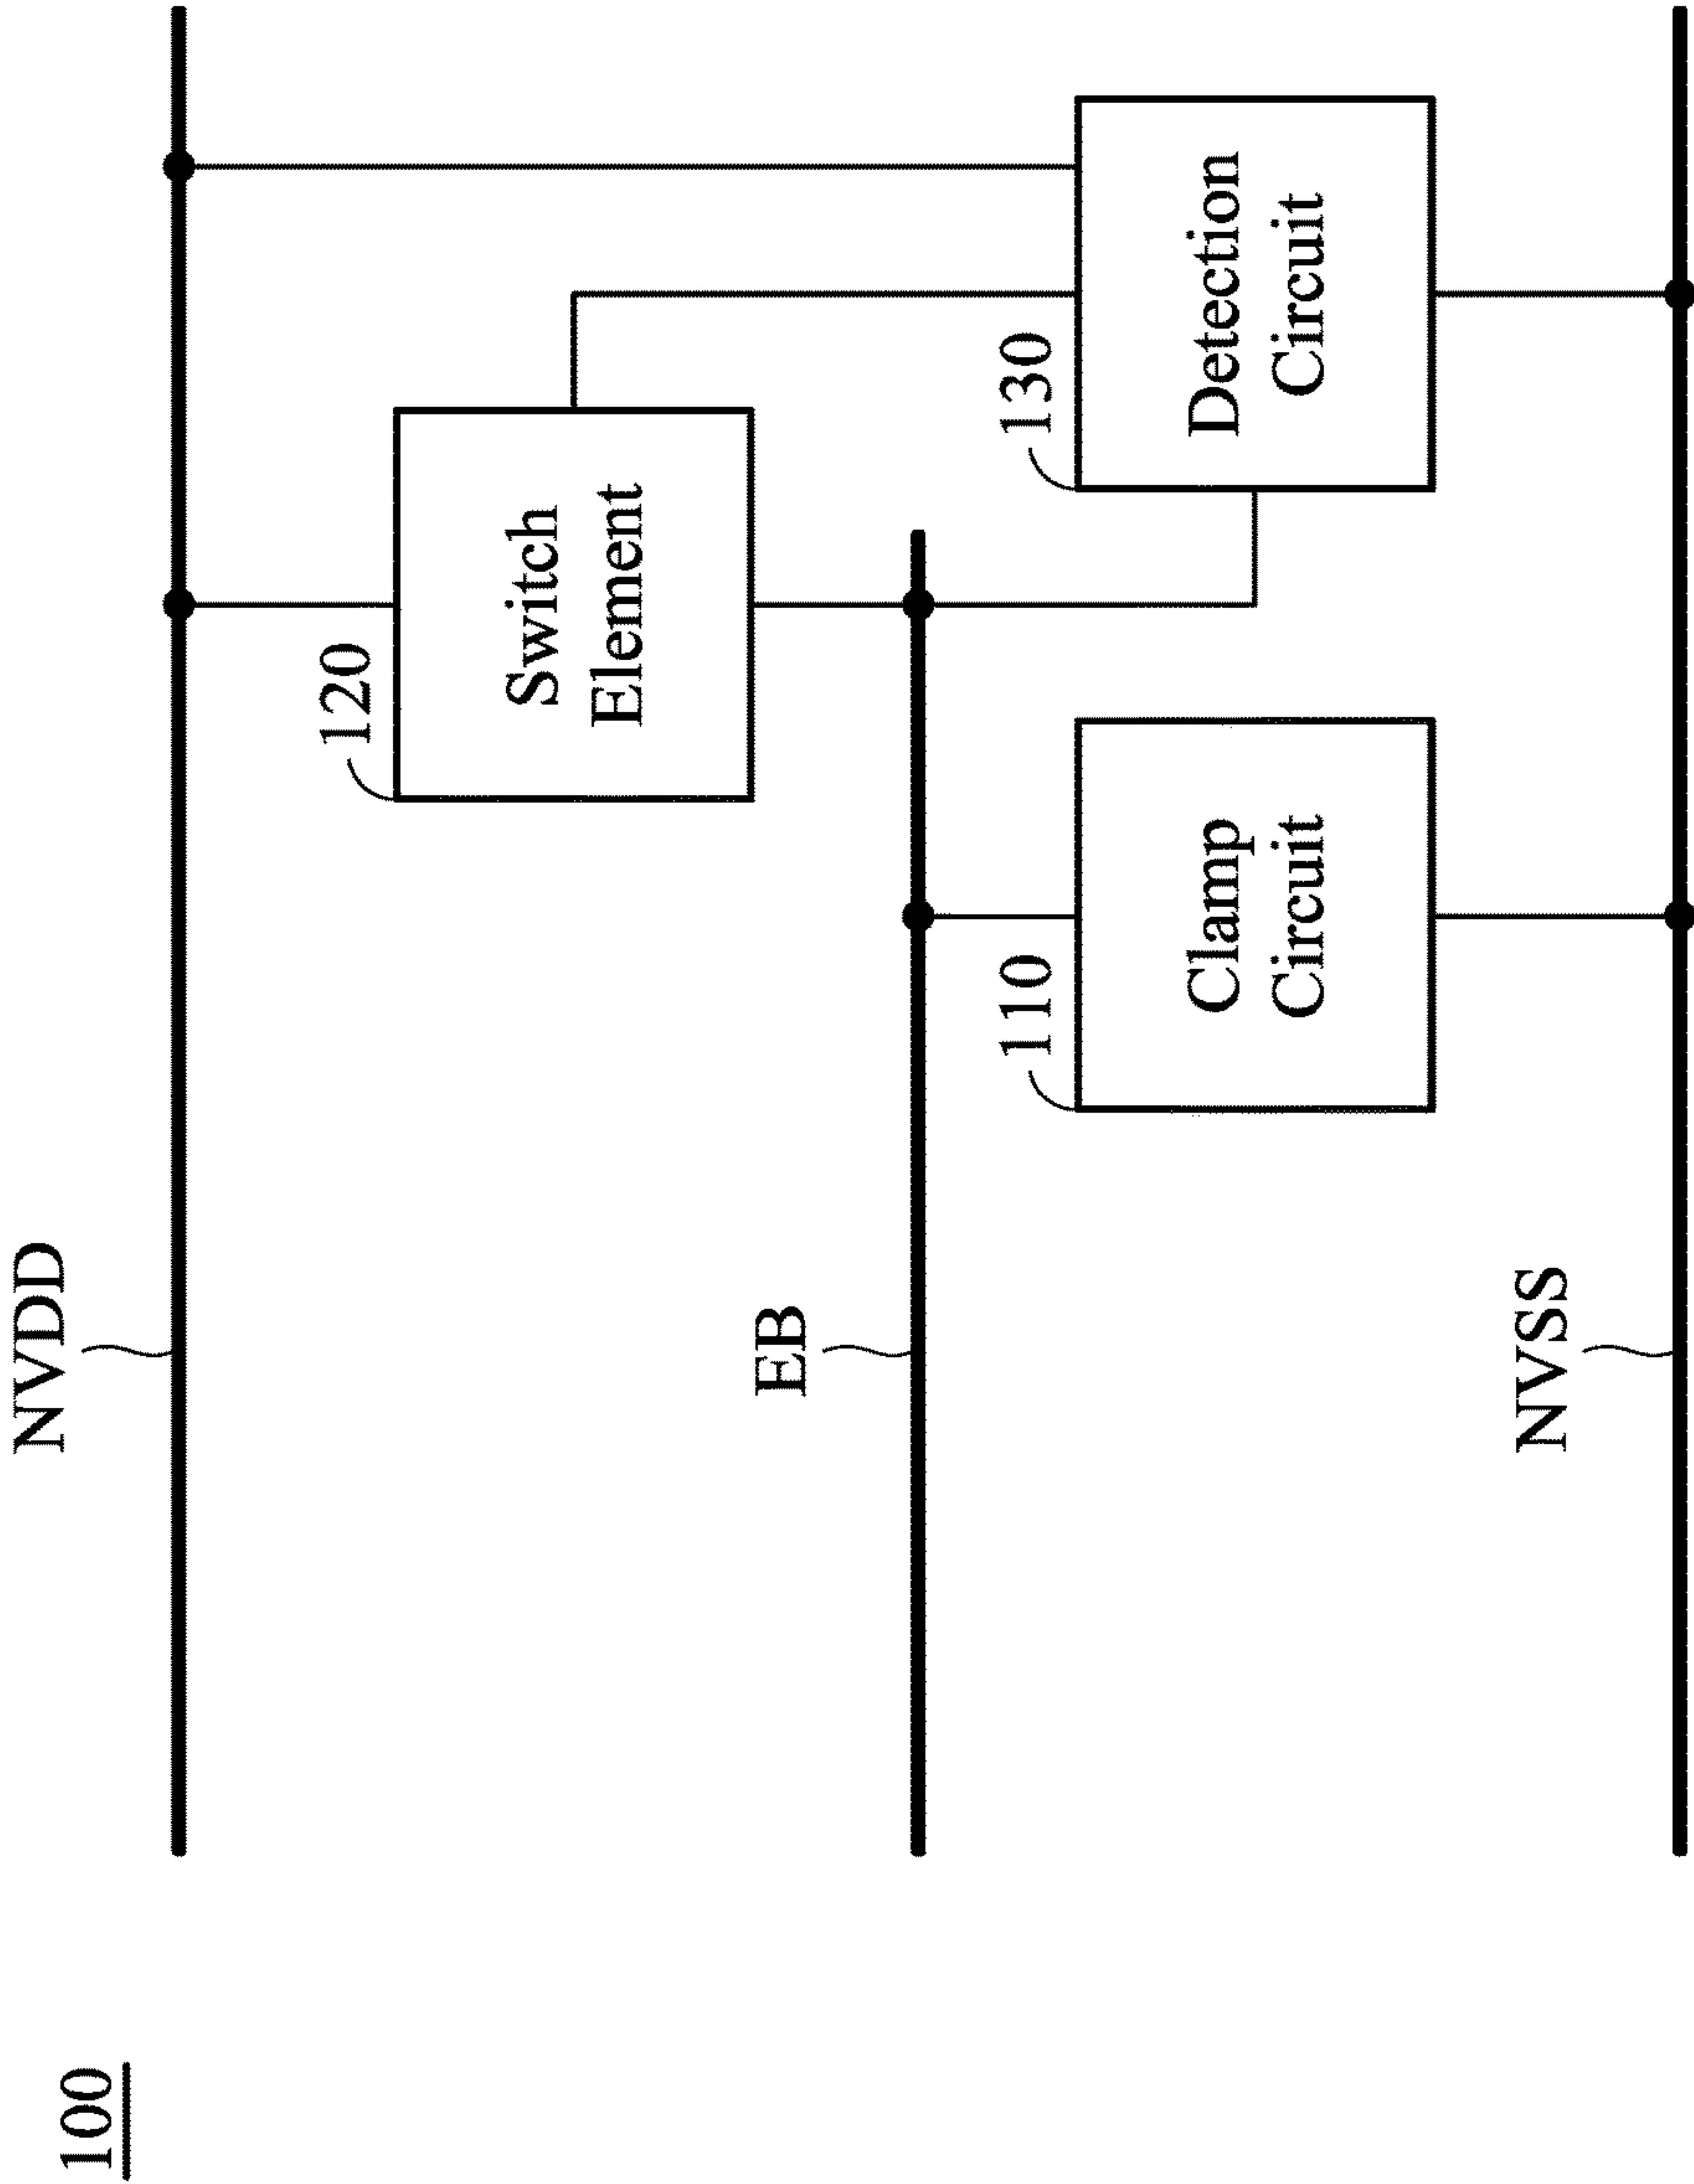 100
NVDD
120
Switch
Element
EB
110
Clamp
Circuit
130
Detection
Circuit
NVSS